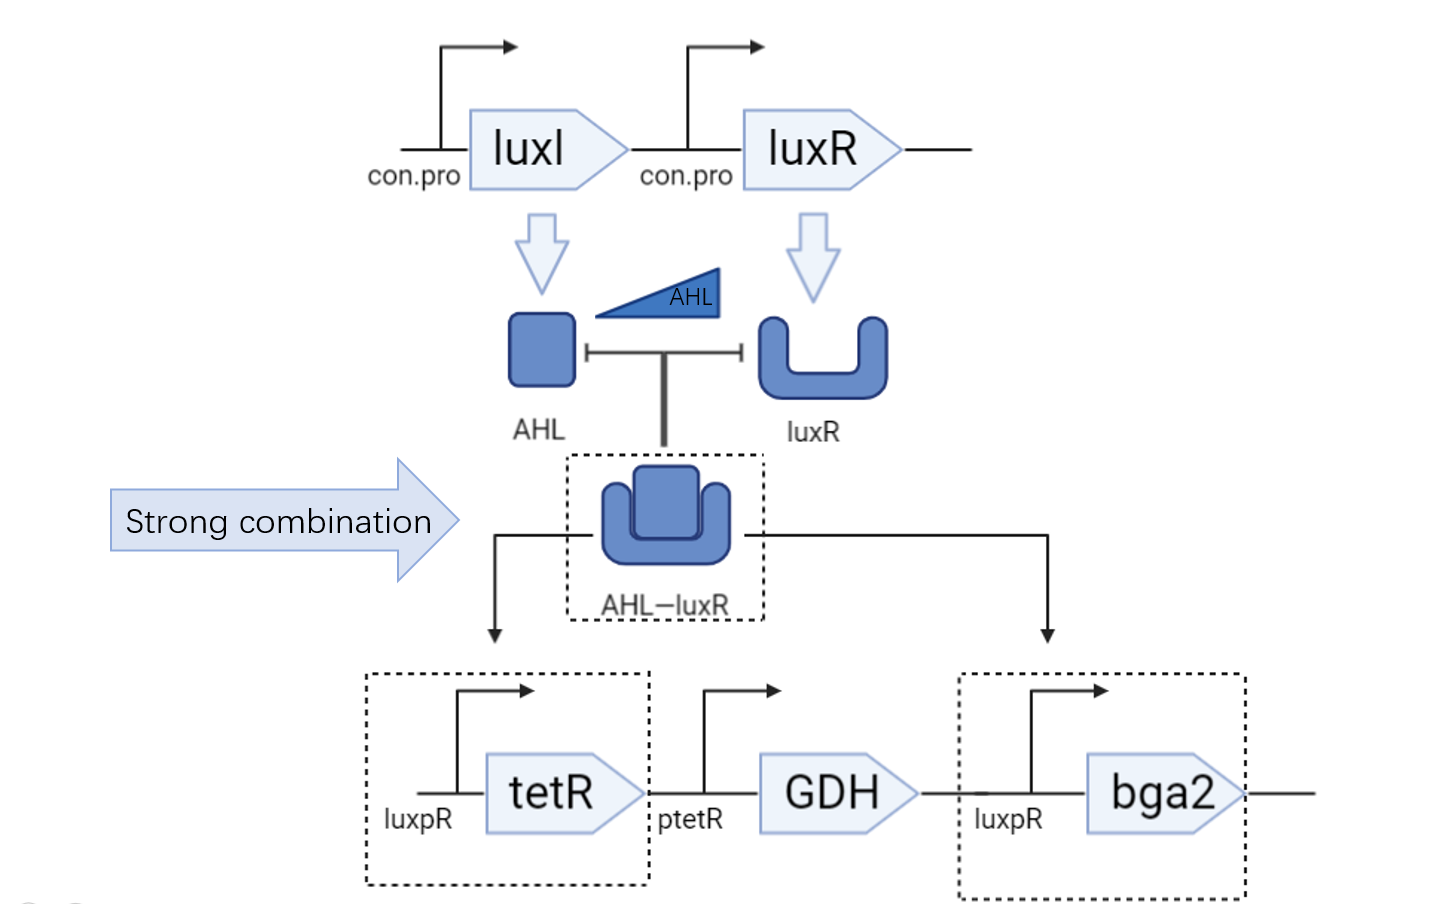 luxI
luxR
con.pro
con.pro
AHL
AHL
luxR
Strong combination
AHL–luxR
tetR
GDH
bga2
luxpR
ptetR
luxpR